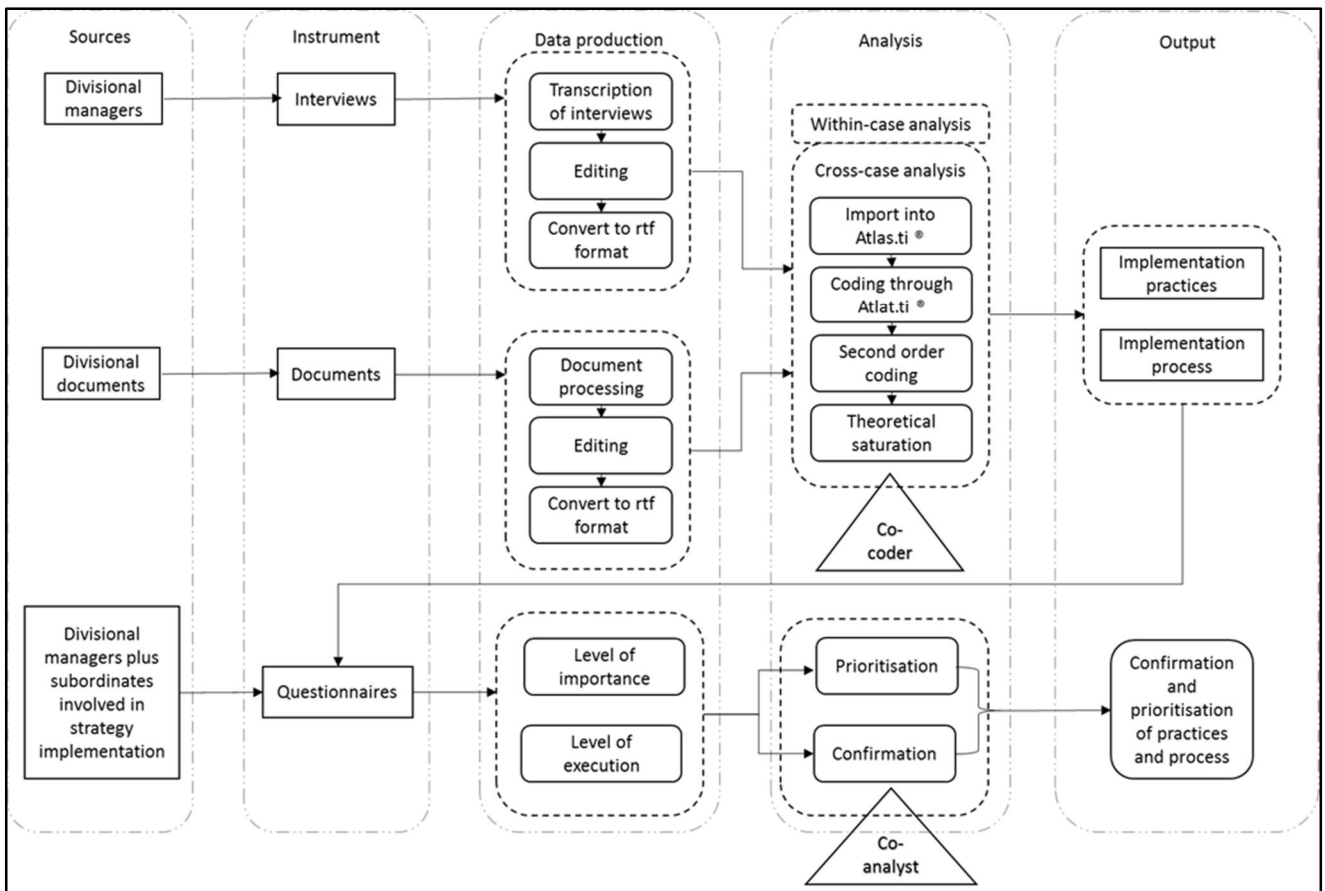 Sources
Instrument
Data production
Analysis
Output
Divisional
managers
Interviews
Transcription
of interviews
Editing
Convert to rtf
format
Within-case analysis
Cross-case analysis
Import into
Atlas.ti ®
Coding through
Atlat.ti ®
Second order
coding
Theoretical
saturation
Co-
coder
Implementation
practices
Implementation
process
Divisional
documents
Documents
Document
processing
Editing
Convert to rtf
format
Divisional
managers plus
subordinates
involved in
strategy
implementation
Questionnaires
Level of
importance
Level of
execution
Prioritisation
Confirmation
Co-
analyst
Confirmation
and
prioritisation
of practices
and process